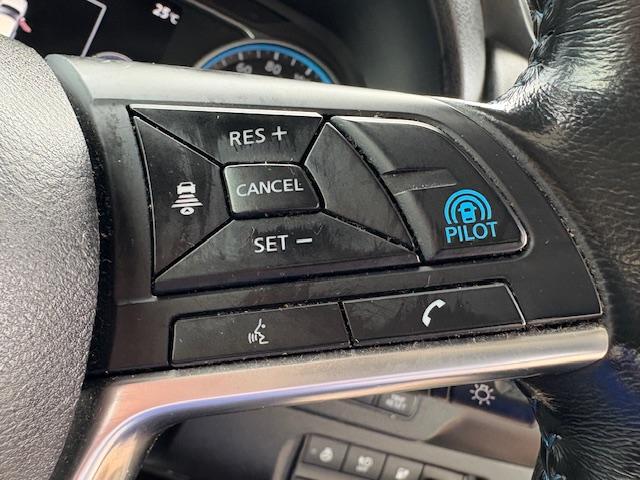 25°C
60
80
RES +
CANCEL
SET –
PILOT